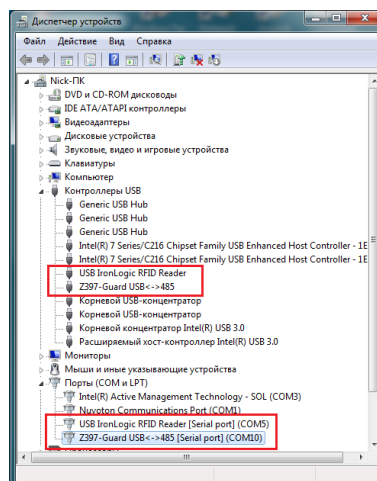 Диспетчер устройств
Файл Действие Вид Справка
Nick-ПК
DVD и CD-ROM дисководы
IDE ATA/ATAPI контроллеры
Видеоадаптеры
Дисковые устройства
Звуковые, видео и игровые устройства
Клавиатуры
Компьютер
Контроллеры USB
Generic USB Hub
Generic USB Hub
Generic USB Hub
Intel(R) 7 Series/C216 Chipset Family USB Enhanced Host Controller - 1E
Intel(R) 7 Series/C216 Chipset Family USB Enhanced Host Controller - 1E
USB IronLogic RFID Reader
Z397-Guard USB<->485
Корневой USB-концентратор
Корневой USB-концентратор
Корневой концентратор Intel(R) USB 3.0
Расширяемый хост-контроллер Intel(R) USB 3.0
Мониторы
Мыши и иные указывающие устройства
Порты (COM и LPT)
Intel(R) Active Management Technology - SOL (COM3)
Nuvoton Communications Port (COM1)
USB IronLogic RFID Reader [Serial port] (COM5)
Z397-Guard USB<->485 [Serial port] (COM10)